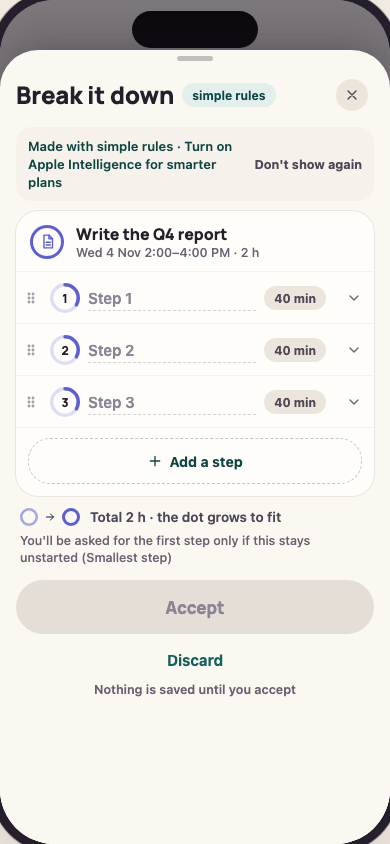 Break it down
simple rules
Made with simple rules · Turn on
Apple Intelligence for smarter
plans
Don't show again
Write the Q4 report
Wed 4 Nov 2:00–4:00 PM · 2 h
1 Step 1 40 min
2 Step 2 40 min
3 Step 3 40 min
+ Add a step
→ Total 2 h · the dot grows to fit
You'll be asked for the first step only if this stays
unstarted (Smallest step)
Accept
Discard
Nothing is saved until you accept